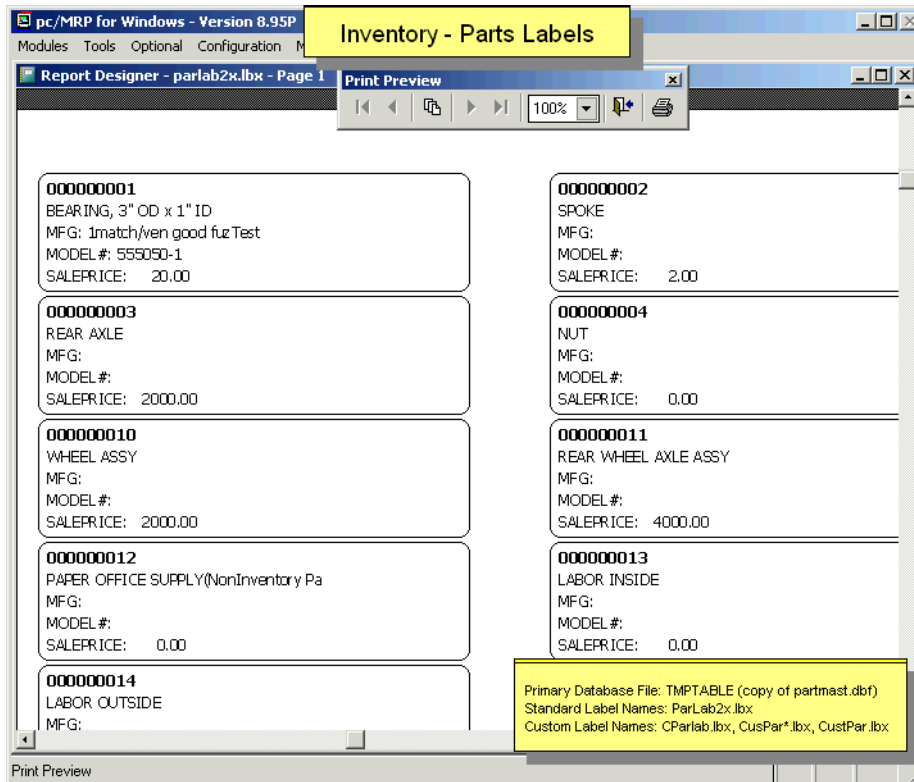 pc/MRP for Windows - Version 8.95P
Inventory - Parts Labels
Modules Tools Optional Configuration M
Report Designer - parlab2x.lbx - Page 1
Print Preview
100%
000000001
BEARING, 3" OD x 1" ID
MFG: 1match/ven good fuzTest
MODEL#: 555050-1
SALEPRICE: 20.00
000000002
SPOKE
MFG:
MODEL#:
SALEPRICE: 2.00
000000003
REAR AXLE
MFG:
MODEL#:
SALEPRICE: 2000.00
000000004
NUT
MFG:
MODEL#:
SALEPRICE: 0.00
000000010
WHEEL ASSY
MFG:
MODEL#:
SALEPRICE: 2000.00
000000011
REAR WHEEL AXLE ASSY
MFG:
MODEL#:
SALEPRICE: 4000.00
000000012
PAPER OFFICE SUPPLY(NonInventory Pa
MFG:
MODEL#:
SALEPRICE: 0.00
000000013
LABOR INSIDE
MFG:
MODEL#:
SALEPRICE: 0.00
000000014
LABOR OUTSIDE
MFG:
Primary Database File: TMPTABLE (copy of partmast.dbf)
Standard Label Names: ParLab2x.lbx
Custom Label Names: CParlab.lbx, CusPar*.lbx, CustPar.lbx
Print Preview